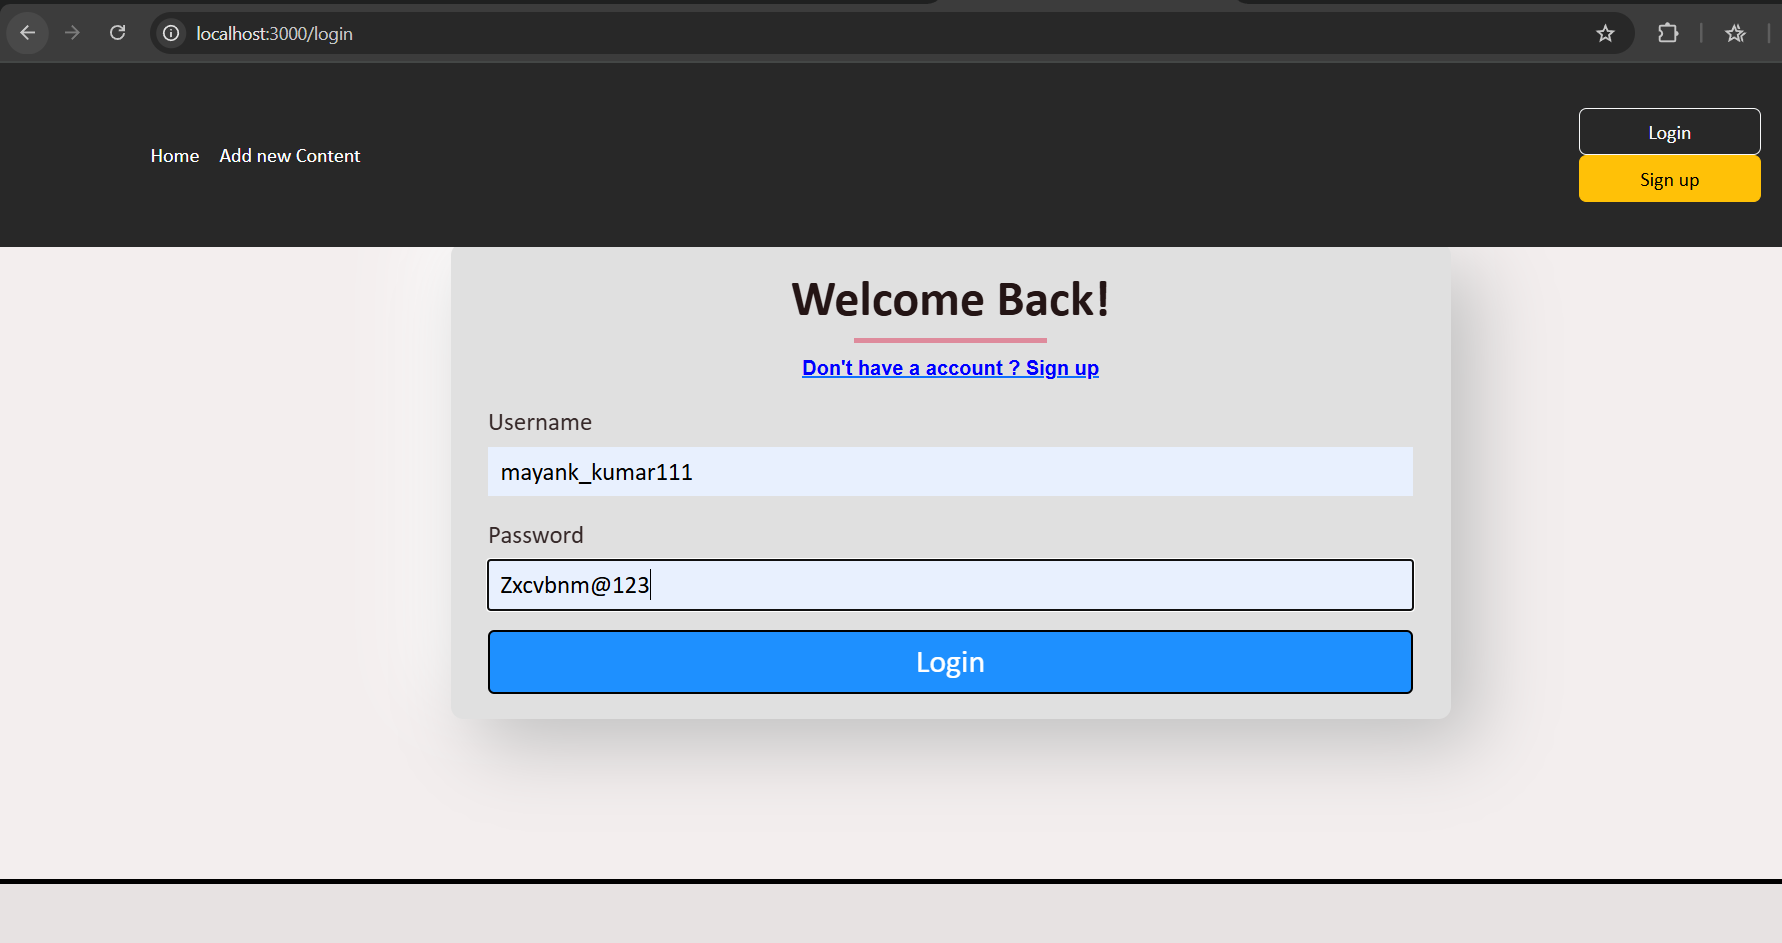 localhost:3000/login
Home Add new Content
Login
Sign up
Welcome Back!
Don't have a account ? Sign up
Username
mayank_kumar111
Password
Zxcvbnm@123
Login